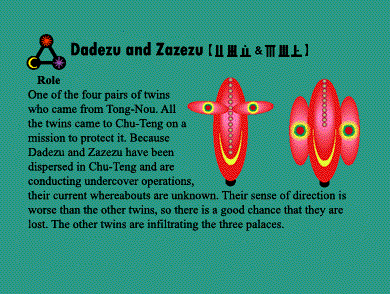 Dadezu and Zazezu
Role
One of the four pairs of twins
who came from Tong-Nou. All
the twins came to Chu-Teng on a
mission to protect it. Because
Dadezu and Zazezu have been
dispersed in Chu-Teng and are
conducting undercover operations,
their current whereabouts are unknown. Their sense of direction is
worse than the other twins, so there is a good chance that they are
lost. The other twins are infiltrating the three palaces.